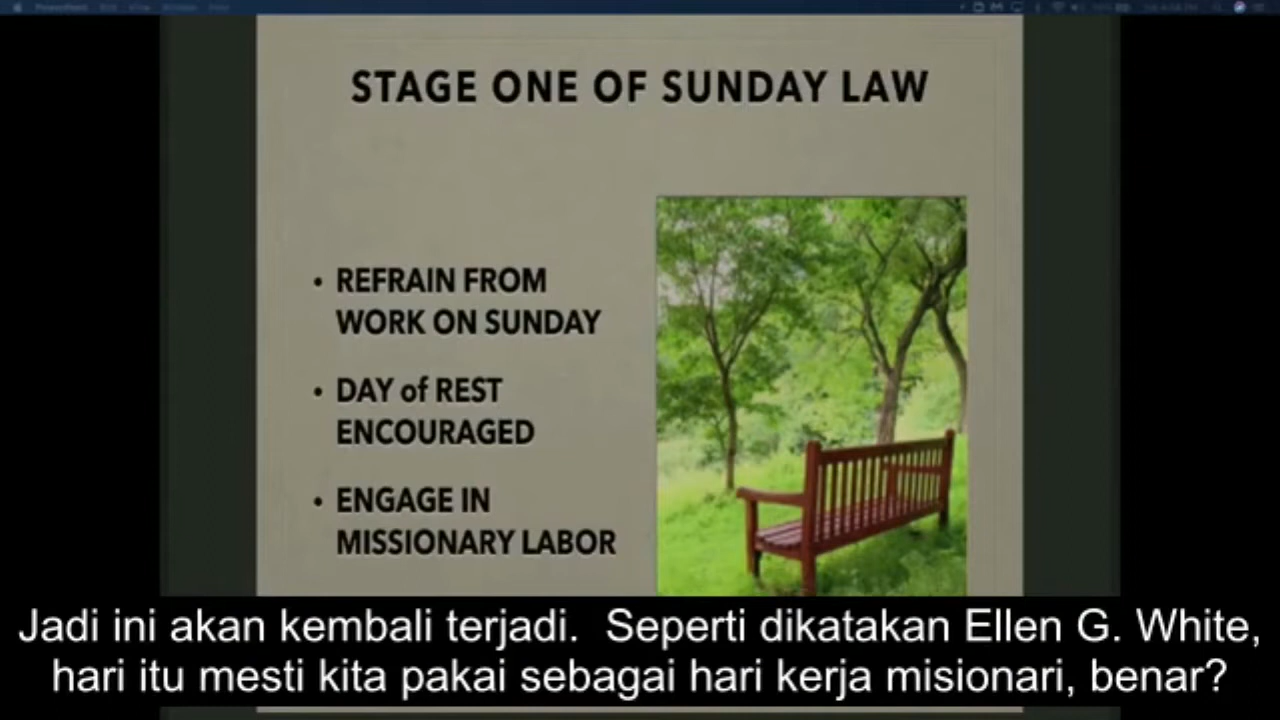 STAGE ONE OF SUNDAY LAW
• REFRAIN FROM
WORK ON SUNDAY
• DAY of REST
ENCOURAGED
• ENGAGE IN
MISSIONARY LABOR
Jadi ini akan kembali terjadi.  Seperti dikatakan Ellen G. White,
hari itu mesti kita pakai sebagai hari kerja misionari, benar?